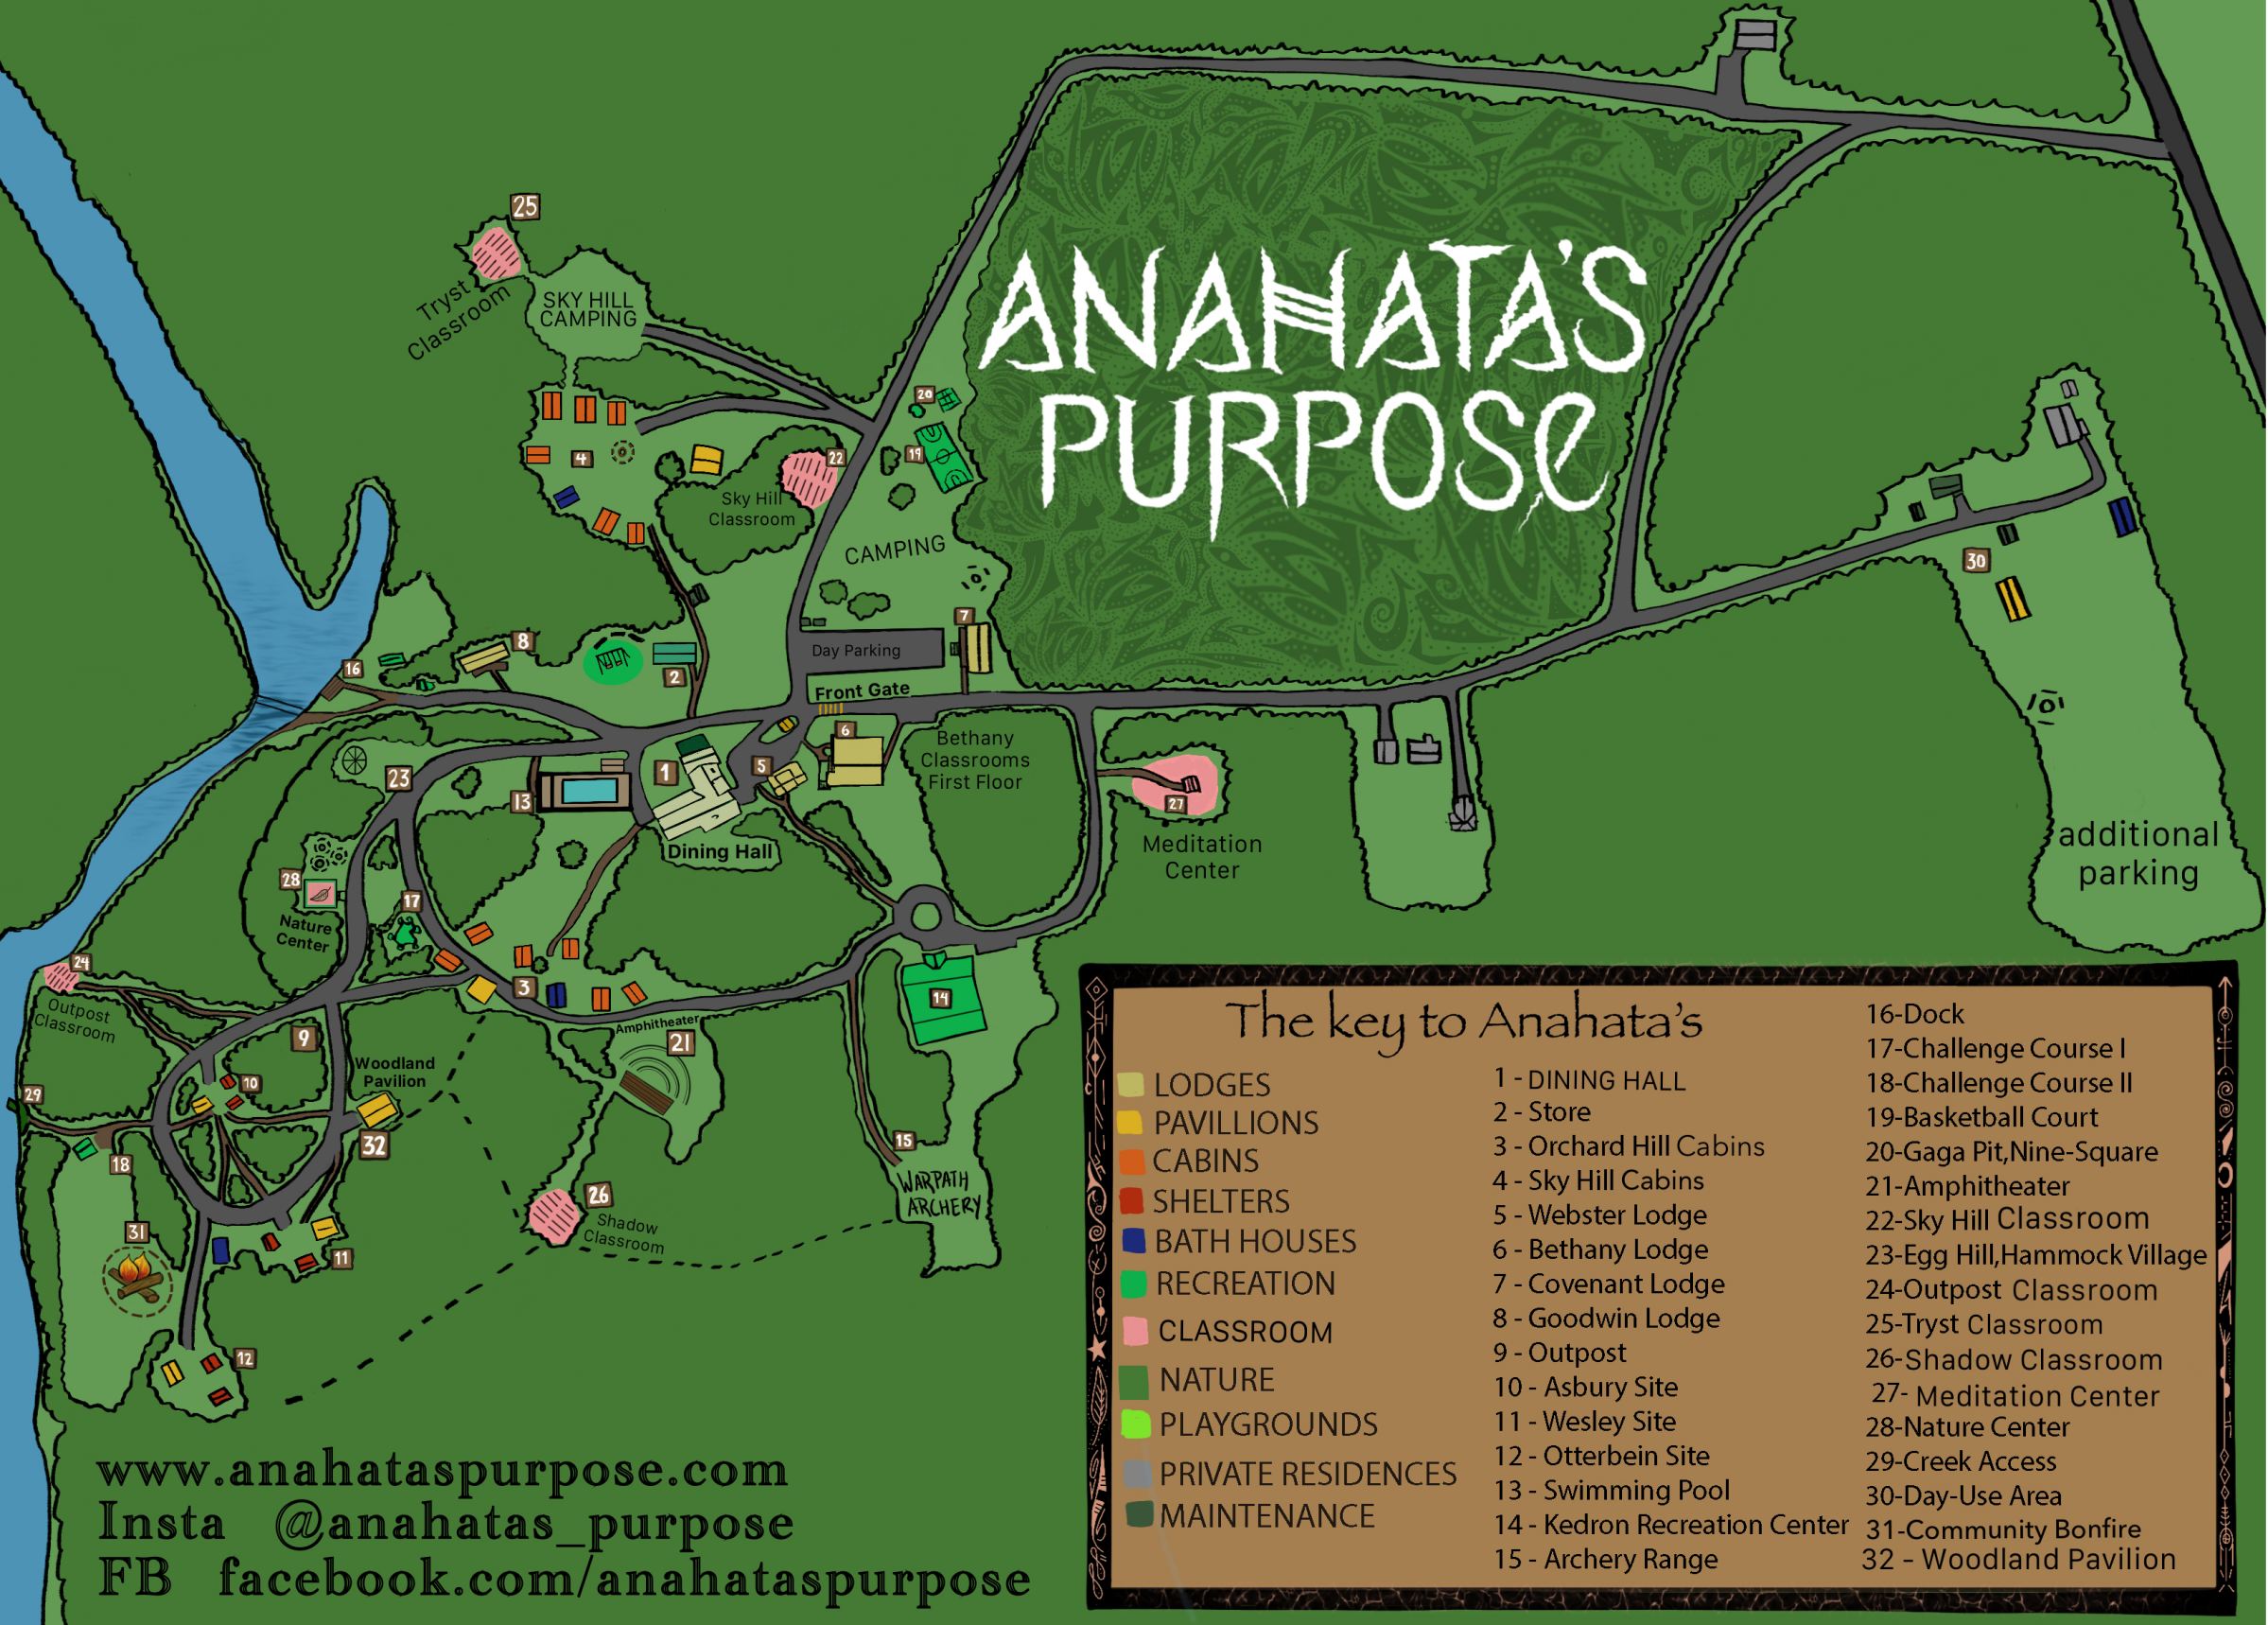 25
Tryst
Classroom
SKY HILL
CAMPING
ANAHATA'S
PURPOSE
20
19
4
22
Sky Hill
Classroom
CAMPING
30
7
8
16
2
Day Parking
Front Gate
6
5
1
23
13
Bethany
Classrooms
First Floor
27
Meditation
Center
Dining Hall
additional
parking
28
17
Nature
Center
24
Outpost
Classroom
3
14
9
Amphitheater
21
Woodland
Pavilion
10
29
32
18
15
WARPATH
ARCHERY
26
Shadow
Classroom
31
11
12
The key to Anahata's
LODGES
PAVILLIONS
CABINS
SHELTERS
BATH HOUSES
RECREATION
CLASSROOM
NATURE
PLAYGROUNDS
PRIVATE RESIDENCES
MAINTENANCE
1 - DINING HALL
2 - Store
3 - Orchard Hill Cabins
4 - Sky Hill Cabins
5 - Webster Lodge
6 - Bethany Lodge
7 - Covenant Lodge
8 - Goodwin Lodge
9 - Outpost
10 - Asbury Site
11 - Wesley Site
12 - Otterbein Site
13 - Swimming Pool
14 - Kedron Recreation Center
15 - Archery Range
16-Dock
17-Challenge Course I
18-Challenge Course II
19-Basketball Court
20-Gaga Pit,Nine-Square
21-Amphitheater
22-Sky Hill Classroom
23-Egg Hill,Hammock Village
24-Outpost Classroom
25-Tryst Classroom
26-Shadow Classroom
27- Meditation Center
28-Nature Center
29-Creek Access
30-Day-Use Area
31-Community Bonfire
32 - Woodland Pavilion
www.anahataspurpose.com
Insta @anahatas_purpose
FB facebook.com/anahataspurpose